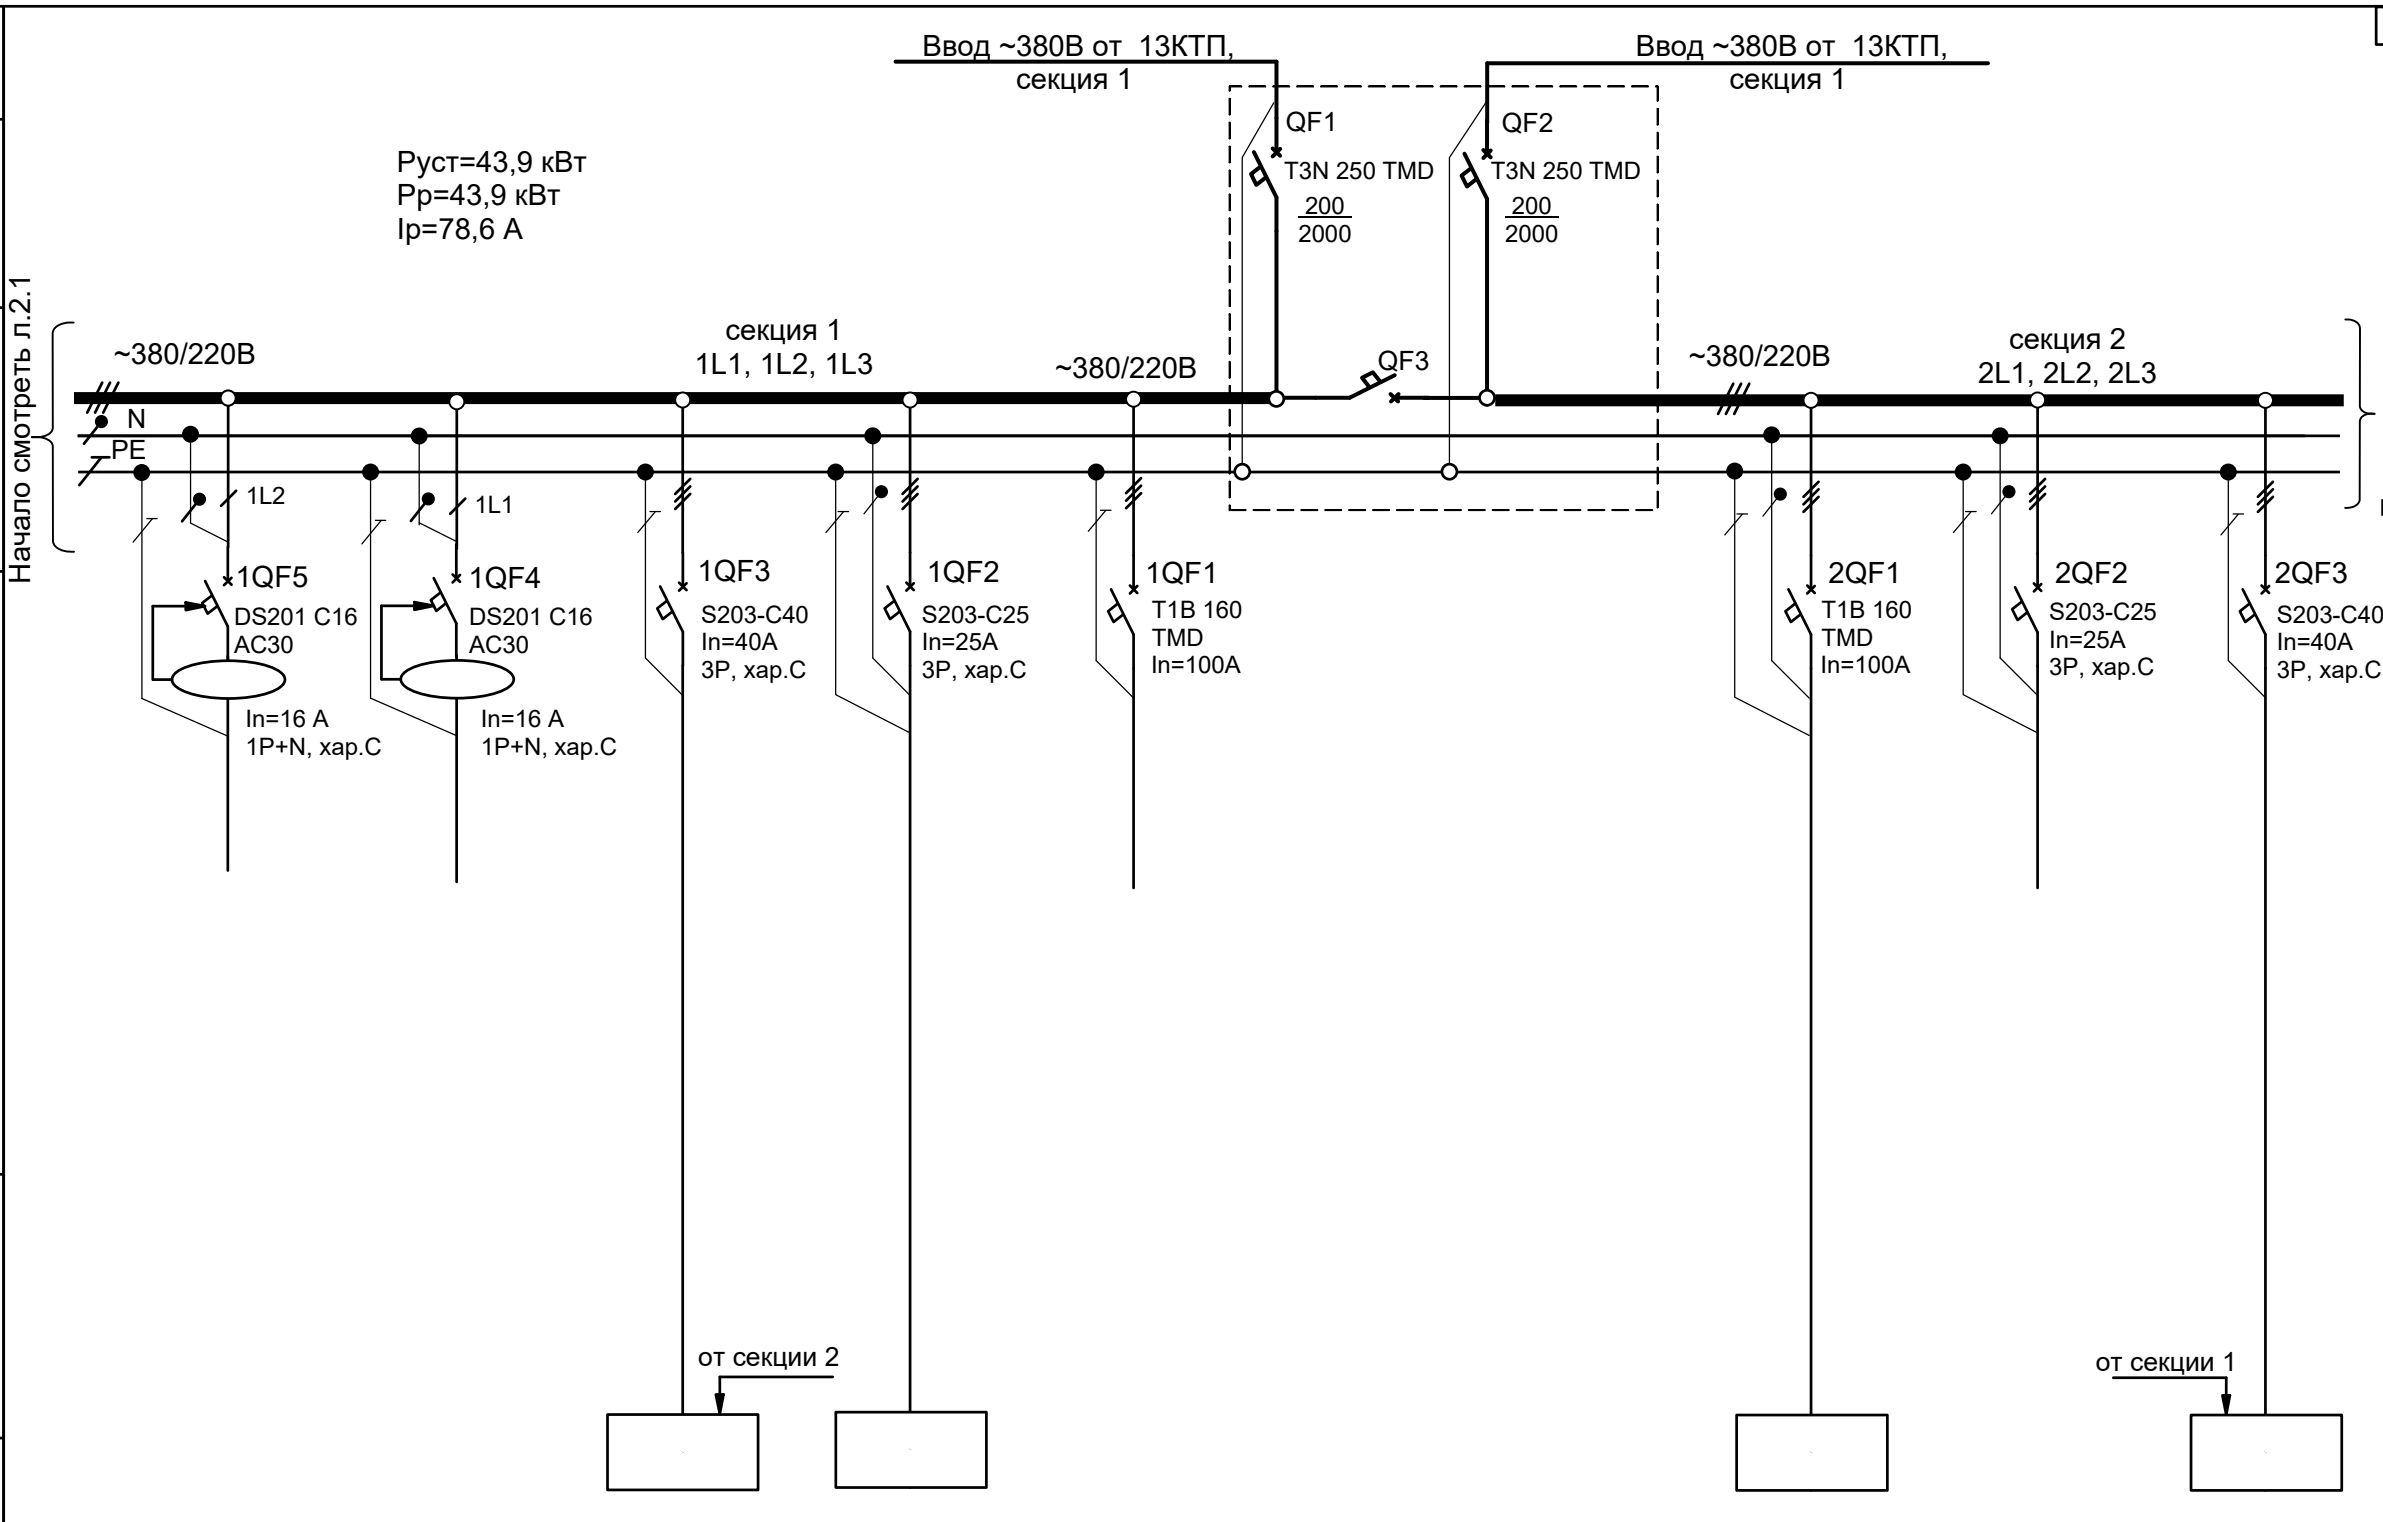 Ввод ~380В от 13КТП,
секция 1
Ввод ~380В от 13КТП,
секция 1
QF1
T3N 250 TMD
200
2000
QF2
T3N 250 TMD
200
2000
Руст=43,9 кВт
Рр=43,9 кВт
Iр=78,6 А
Начало смотреть л.2.1
~380/220В
секция 1
1L1, 1L2, 1L3
~380/220В
QF3
~380/220В
секция 2
2L1, 2L2, 2L3
N
PE
1L2
1L1
1QF5
DS201 C16
AC30
In=16 A
1P+N, хар.С
1QF4
DS201 C16
AC30
In=16 A
1P+N, хар.С
1QF3
S203-C40
In=40A
3P, хар.С
1QF2
S203-C25
In=25A
3P, хар.С
1QF1
T1B 160
TMD
In=100A
2QF1
T1B 160
TMD
In=100A
2QF2
S203-C25
In=25A
3P, хар.С
2QF3
S203-C40
In=40A
3P, хар.С
от секции 2
от секции 1